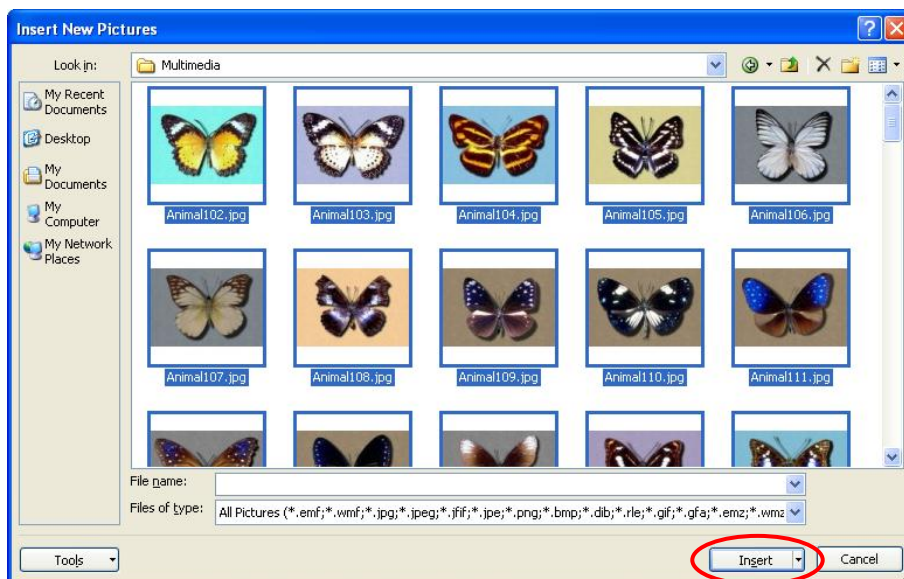 Insert New Pictures
Look in:
Multimedia
My Recent
Documents
Desktop
My
Documents
My
Computer
My Network
Places
Animal102.jpg
Animal103.jpg
Animal104.jpg
Animal105.jpg
Animal106.jpg
Animal107.jpg
Animal108.jpg
Animal109.jpg
Animal110.jpg
Animal111.jpg
File name:
Files of type:
All Pictures (*.emf;*.wmf;*.jpg;*.jpeg;*.jfif;*.jpe;*.png;*.bmp;*.dib;*.rle;*.gif;*.gfa;*.emz;*.wmz
Tools
Insert
Cancel